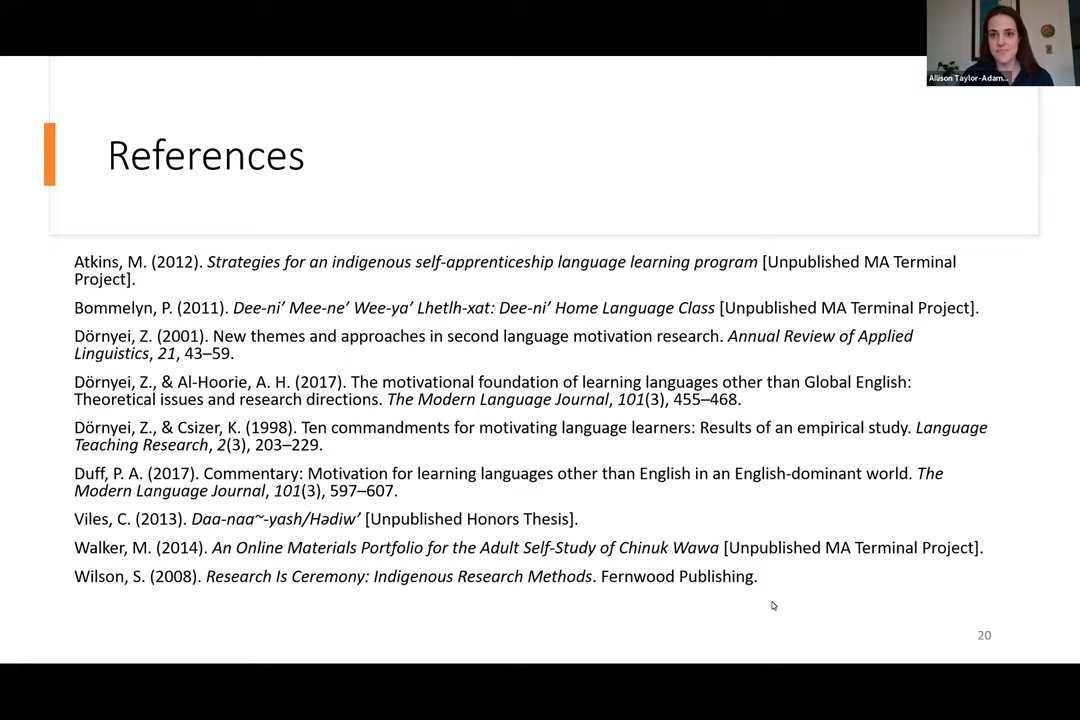 Allison Taylor-Adam...
References
Atkins, M. (2012). Strategies for an indigenous self-apprenticeship language learning program [Unpublished MA Terminal
Project].
Bommelyn, P. (2011). Dee-ni’ Mee-ne’ Wee-ya’ Lhetlh-xat: Dee-ni’ Home Language Class [Unpublished MA Terminal Project].
Dörnyei, Z. (2001). New themes and approaches in second language motivation research. Annual Review of Applied
Linguistics, 21, 43–59.
Dörnyei, Z., & Al-Hoorie, A. H. (2017). The motivational foundation of learning languages other than Global English:
Theoretical issues and research directions. The Modern Language Journal, 101(3), 455–468.
Dörnyei, Z., & Csizer, K. (1998). Ten commandments for motivating language learners: Results of an empirical study. Language
Teaching Research, 2(3), 203–229.
Duff, P. A. (2017). Commentary: Motivation for learning languages other than English in an English-dominant world. The
Modern Language Journal, 101(3), 597–607.
Viles, C. (2013). Daa-naa~-yash/Hədiw’ [Unpublished Honors Thesis].
Walker, M. (2014). An Online Materials Portfolio for the Adult Self-Study of Chinuk Wawa [Unpublished MA Terminal Project].
Wilson, S. (2008). Research Is Ceremony: Indigenous Research Methods. Fernwood Publishing.
20